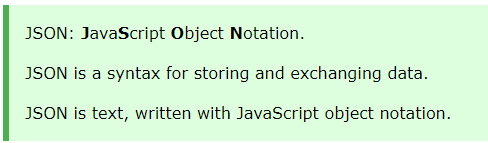 JSON: JavaScript Object Notation.
JSON is a syntax for storing and exchanging data.
JSON is text, written with JavaScript object notation.